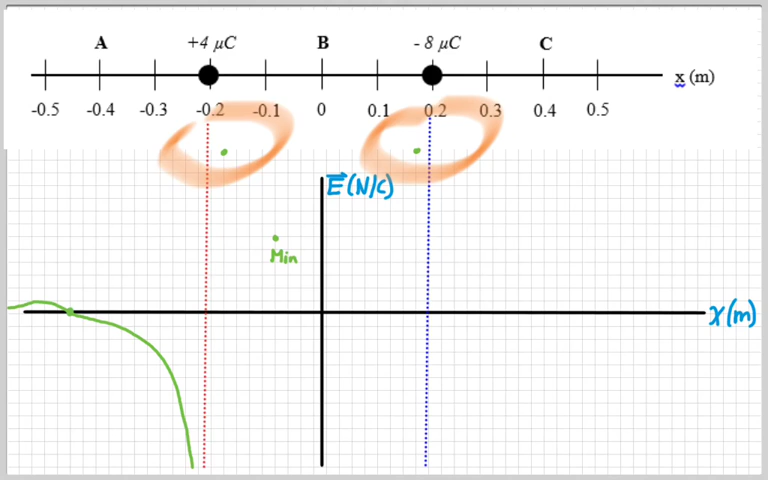 A +4 μC B - 8 μC C
x (m)
-0.5 -0.4 -0.3 -0.2 -0.1 0 0.1 0.2 0.3 0.4 0.5
E (N/C)
Min
X (m)